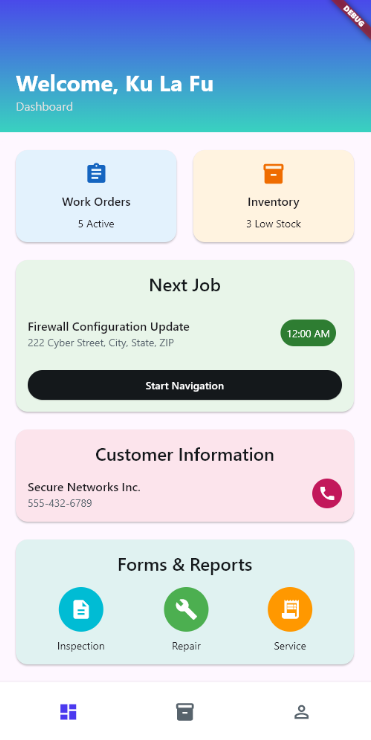 DEBUG
Welcome, Ku La Fu
Dashboard
Work Orders
5 Active
Inventory
3 Low Stock
Next Job
Firewall Configuration Update
222 Cyber Street, City, State, ZIP
12:00 AM
Start Navigation
Customer Information
Secure Networks Inc.
555-432-6789
Forms & Reports
Inspection
Repair
Service